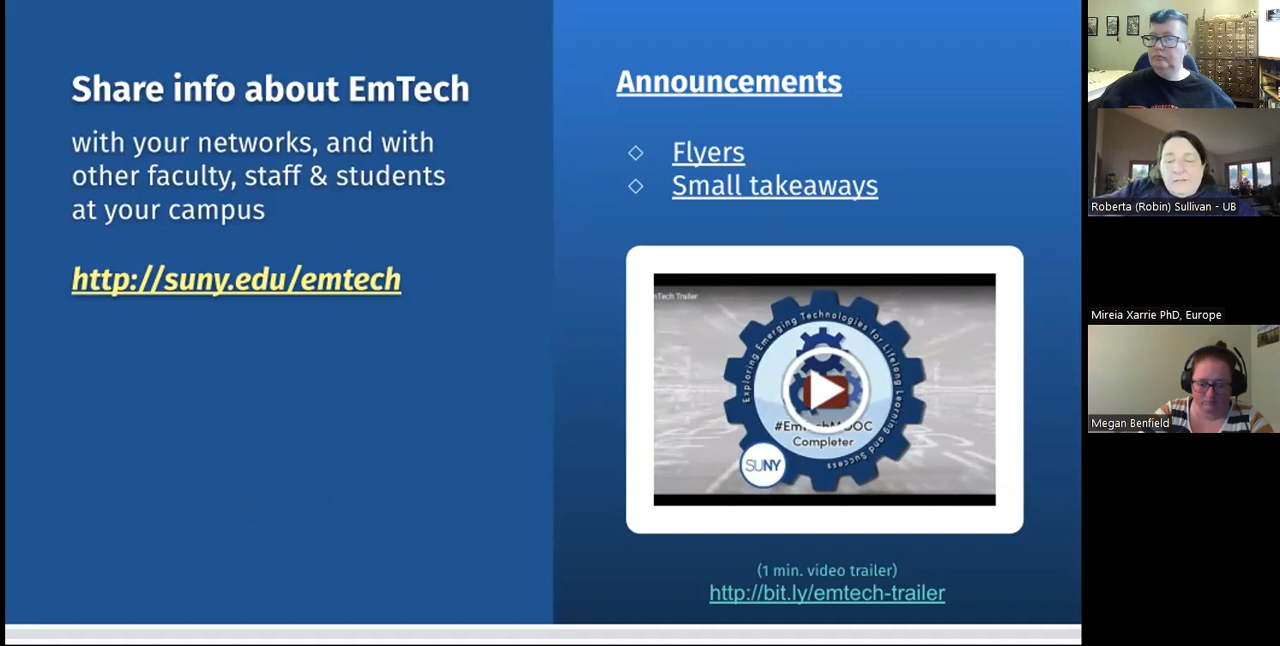 Share info about EmTech
with your networks, and with
other faculty, staff & students
at your campus
http://suny.edu/emtech
Announcements
◇ Flyers
◇ Small takeaways
mTech Trailer
Exploring Emerging Technologies for Lifelong Learning and Success
#EmtechMOOC
Completer
SUNY
(1 min. video trailer)
http://bit.ly/emtech-trailer
Roberta (Robin) Sullivan - UB
Mireia Xarrie PhD, Europe
Megan Benfield